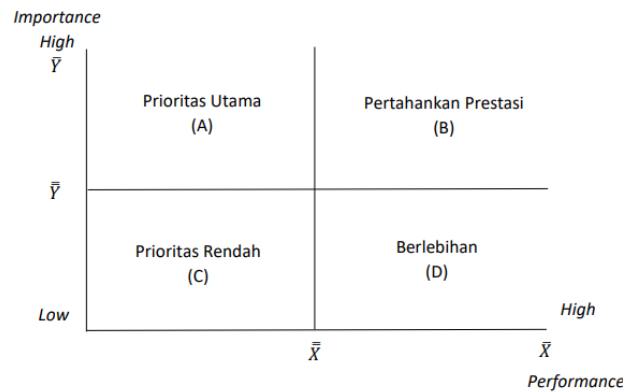 Importance
High
Y̅
Prioritas Utama
(A)
Pertahankan Prestasi
(B)
Y̿
Prioritas Rendah
(C)
Berlebihan
(D)
Low
High
X̿
X̅
Performance